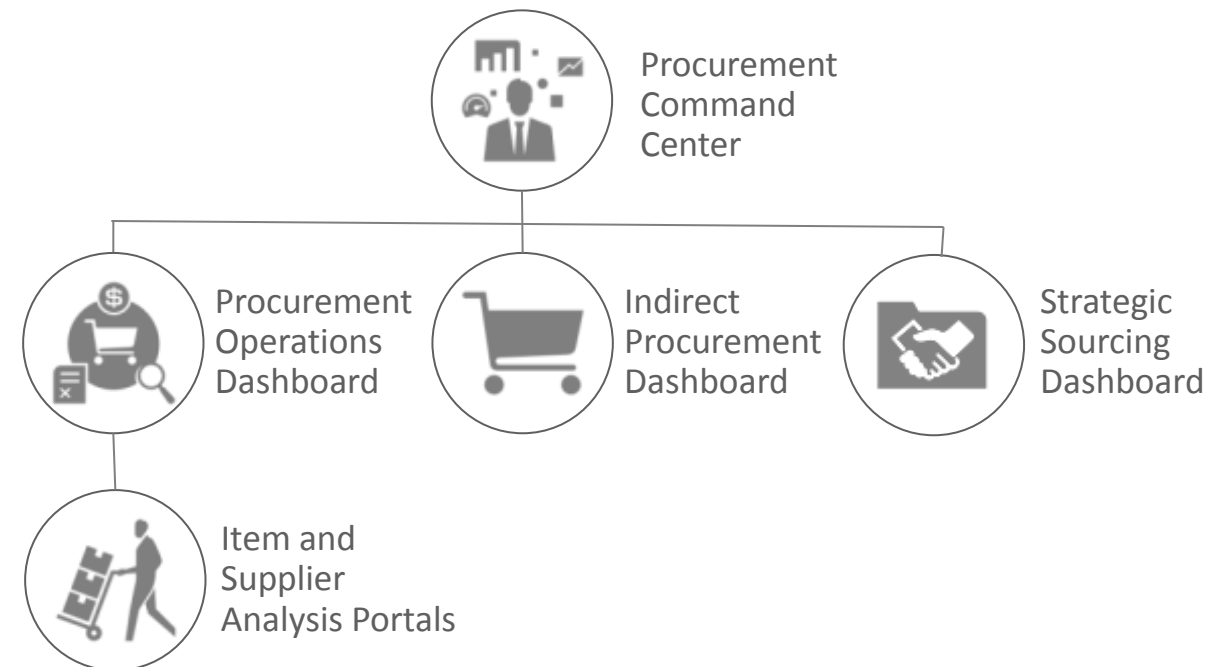 Procurement
Command
Center
Procurement
Operations
Dashboard
Indirect
Procurement
Dashboard
Strategic
Sourcing
Dashboard
Item and
Supplier
Analysis Portals